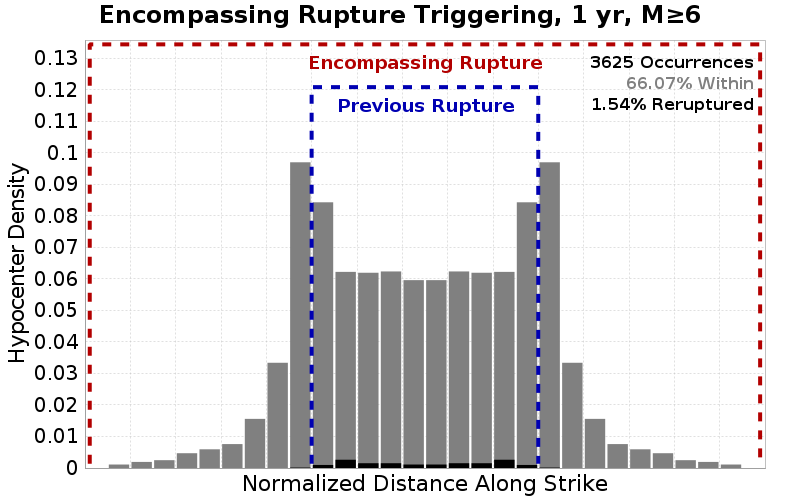 Encompassing Rupture Triggering, 1 yr, M≥6
Encompassing Rupture
Previous Rupture
3625 Occurrences
66.07% Within
1.54% Reruptured
Hypocenter Density
0.13
0.12
0.11
0.1
0.09
0.08
0.07
0.06
0.05
0.04
0.03
0.02
0.01
0
Normalized Distance Along Strike